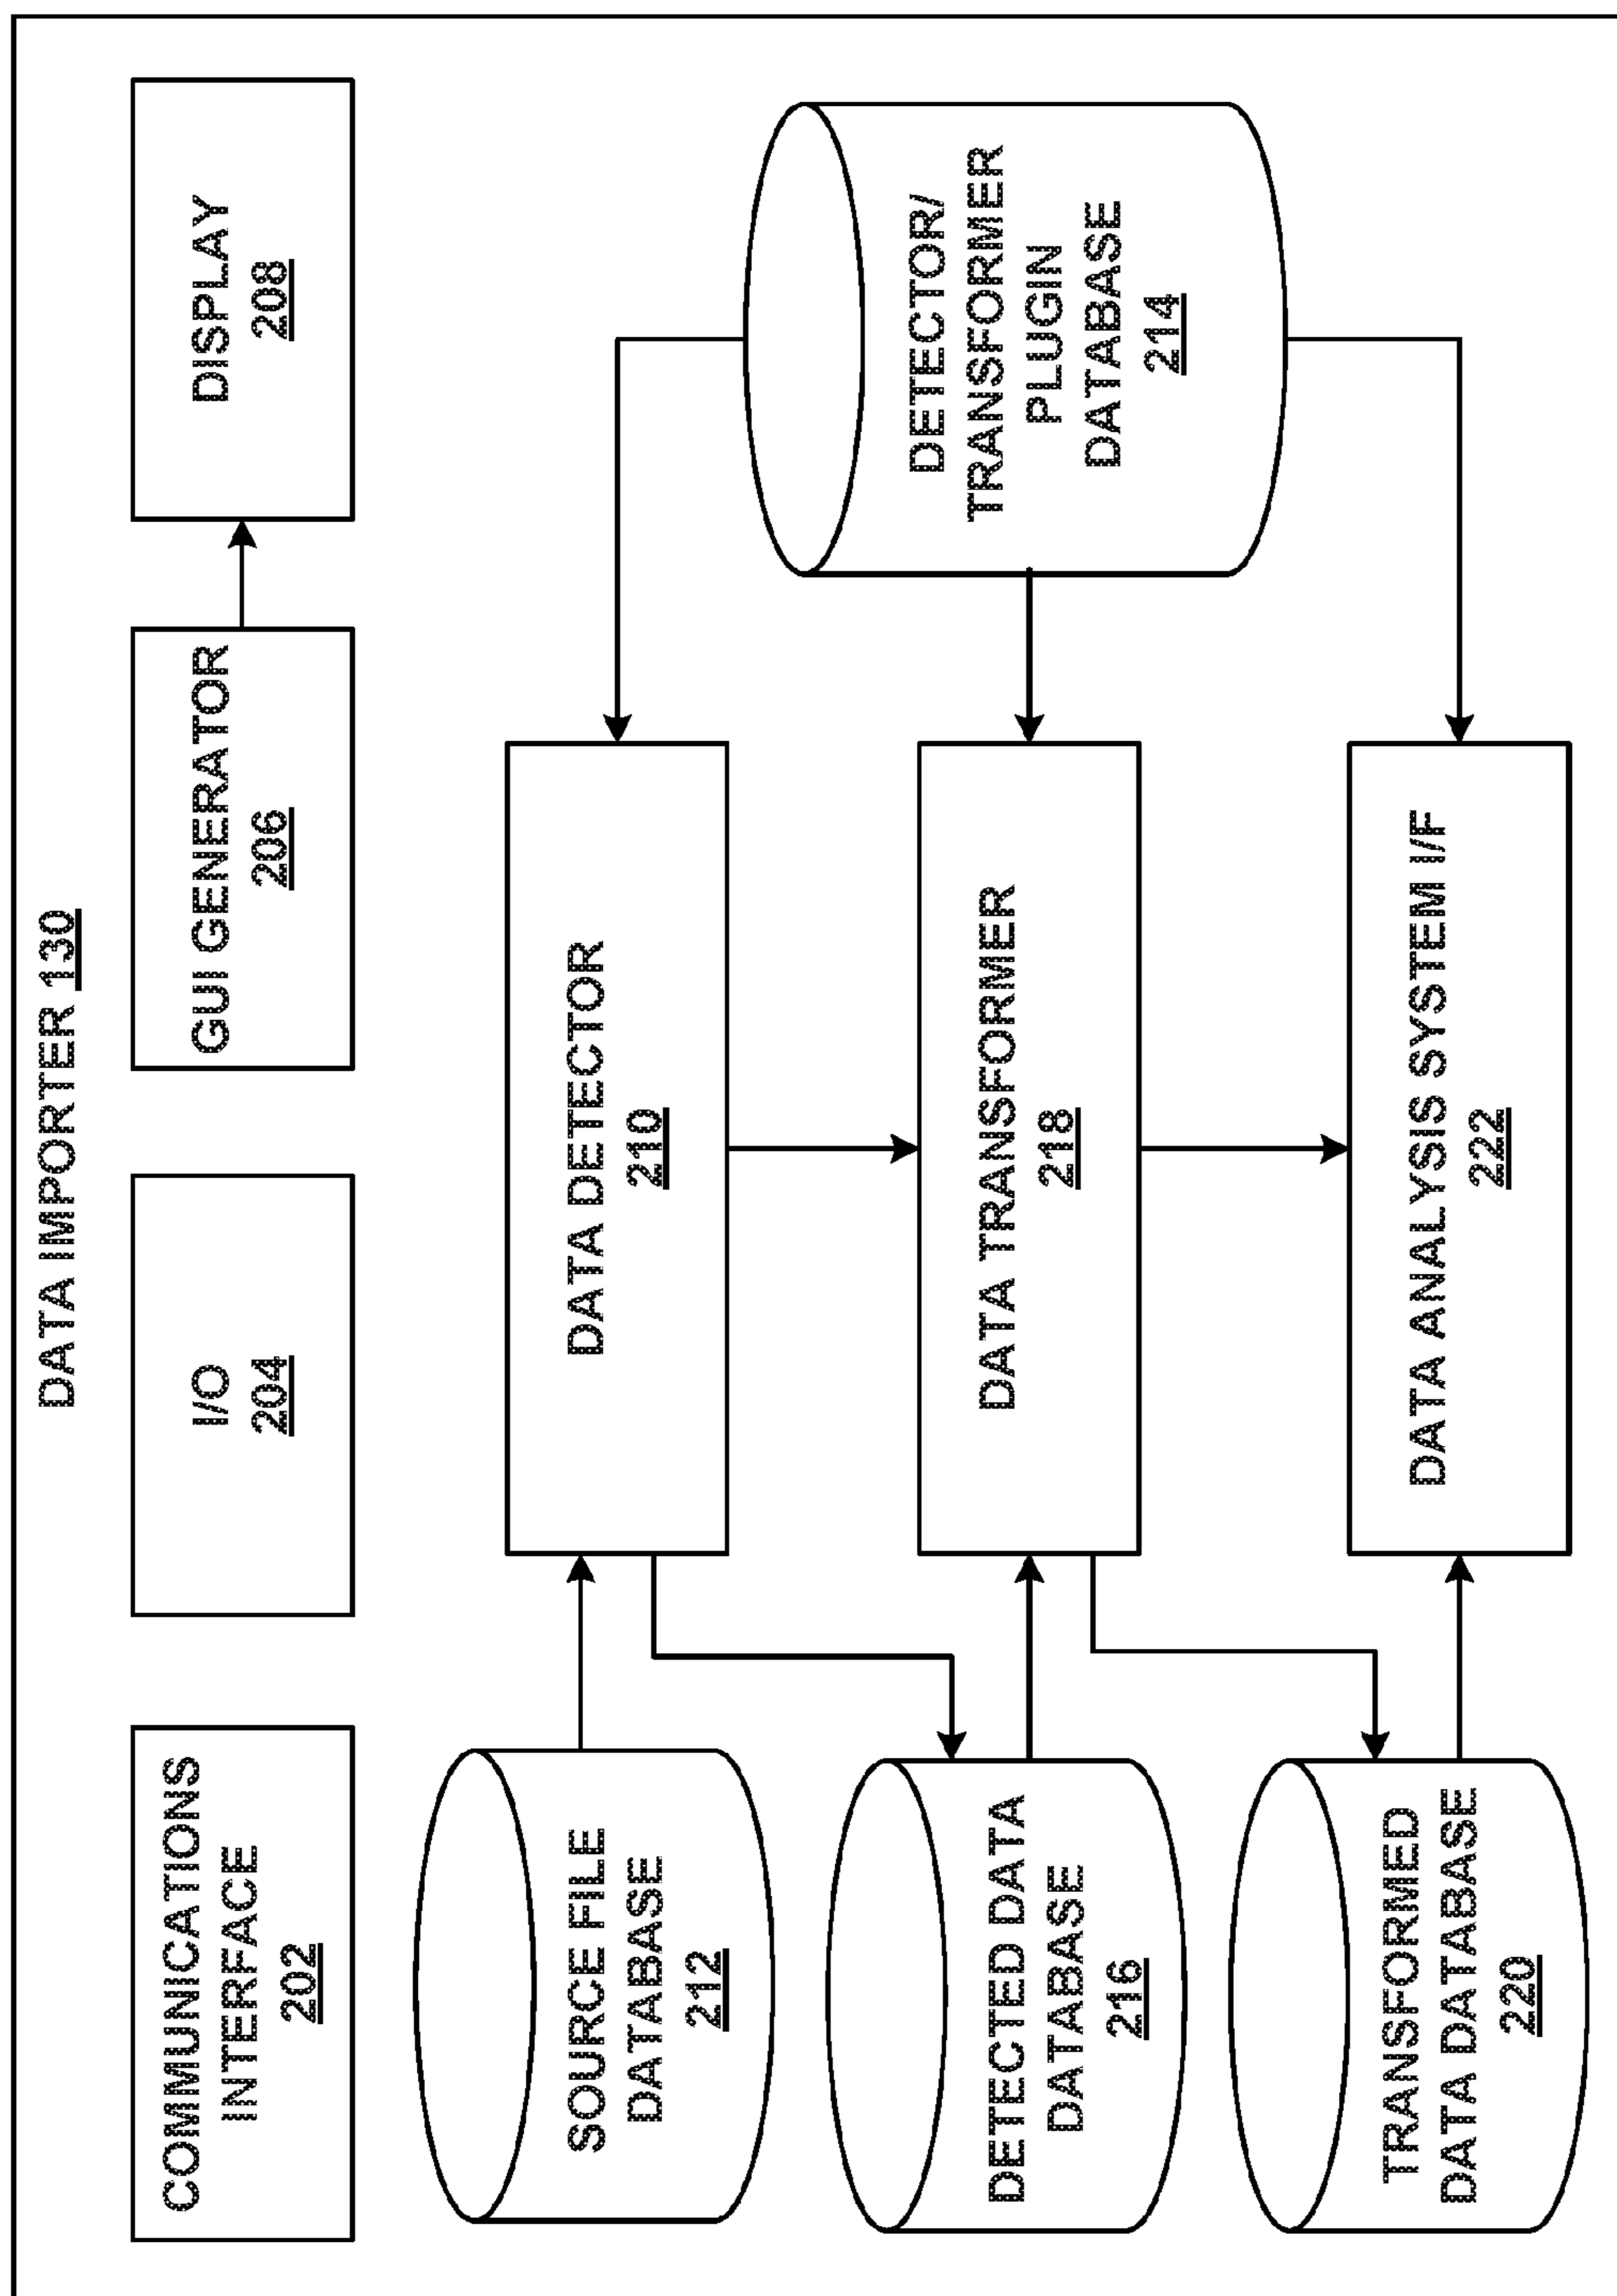 DATA IMPORTER 130
COMMUNICATIONS
INTERFACE
202
I/O
204
GUI GENERATOR
206
DISPLAY
208
SOURCE FILE
DATABASE
212
DATA DETECTOR
210
DETECTOR/
TRANSFORMER
PLUGIN
DATABASE
214
DETECTED DATA
DATABASE
216
DATA TRANSFORMER
218
TRANSFORMED
DATA DATABASE
220
DATA ANALYSIS SYSTEM I/F
222